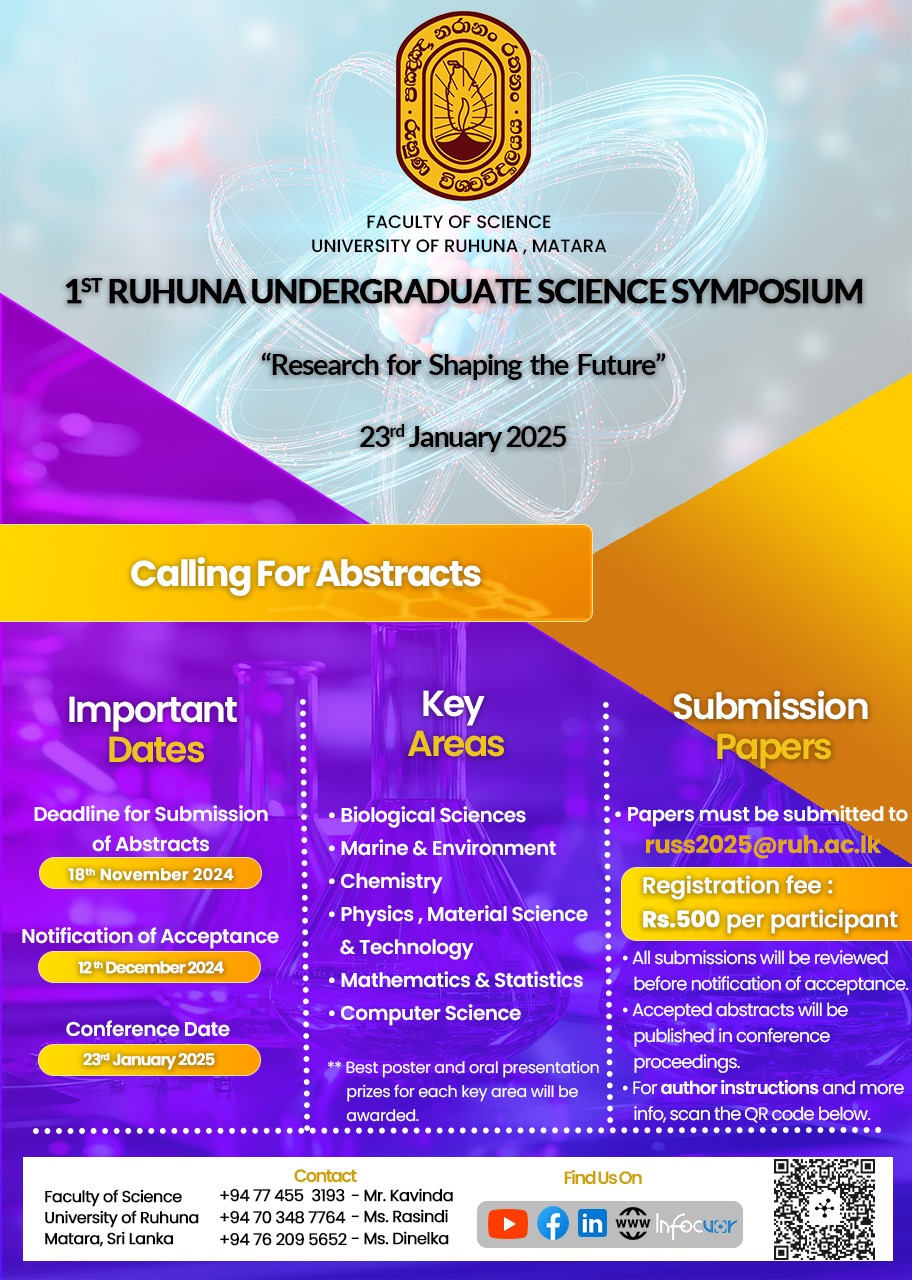 පඤ්ඤා නරානං රතනං
රුහුණ විශ්වවිද්‍යාලය
FACULTY OF SCIENCE
UNIVERSITY OF RUHUNA , MATARA
1ST RUHUNA UNDERGRADUATE SCIENCE SYMPOSIUM
“Research for Shaping the Future”
23rd January 2025
Calling For Abstracts
Important
Dates
Deadline for Submission
of Abstracts
18th November 2024
Notification of Acceptance
12th December 2024
Conference Date
23rd January 2025
Key
Areas
• Biological Sciences
• Marine & Environment
• Chemistry
• Physics , Material Science
& Technology
• Mathematics & Statistics
• Computer Science
** Best poster and oral presentation
prizes for each key area will be
awarded.
Submission
Papers
• Papers must be submitted to
russ2025@ruh.ac.lk
Registration fee :
Rs.500 per participant
• All submissions will be reviewed
before notification of acceptance.
• Accepted abstracts will be
published in conference
proceedings.
• For author instructions and more
info, scan the QR code below.
Faculty of Science
University of Ruhuna
Matara, Sri Lanka
Contact
+94 77 455 3193 - Mr. Kavinda
+94 70 348 7764 - Ms. Rasindi
+94 76 209 5652 - Ms. Dinelka
Find Us On
in
WWW
Infocuor